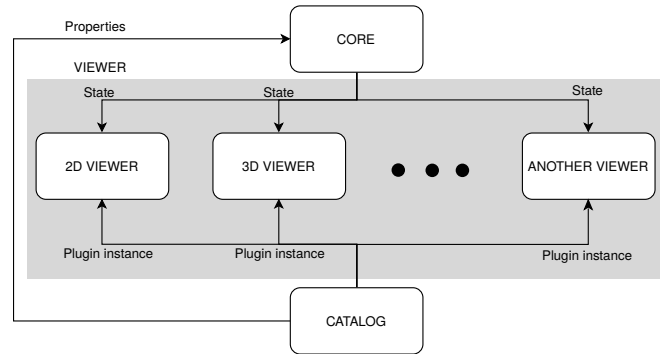 Properties
CORE
VIEWER
State
State
State
2D VIEWER
3D VIEWER
ANOTHER VIEWER
Plugin instance
Plugin instance
Plugin instance
CATALOG